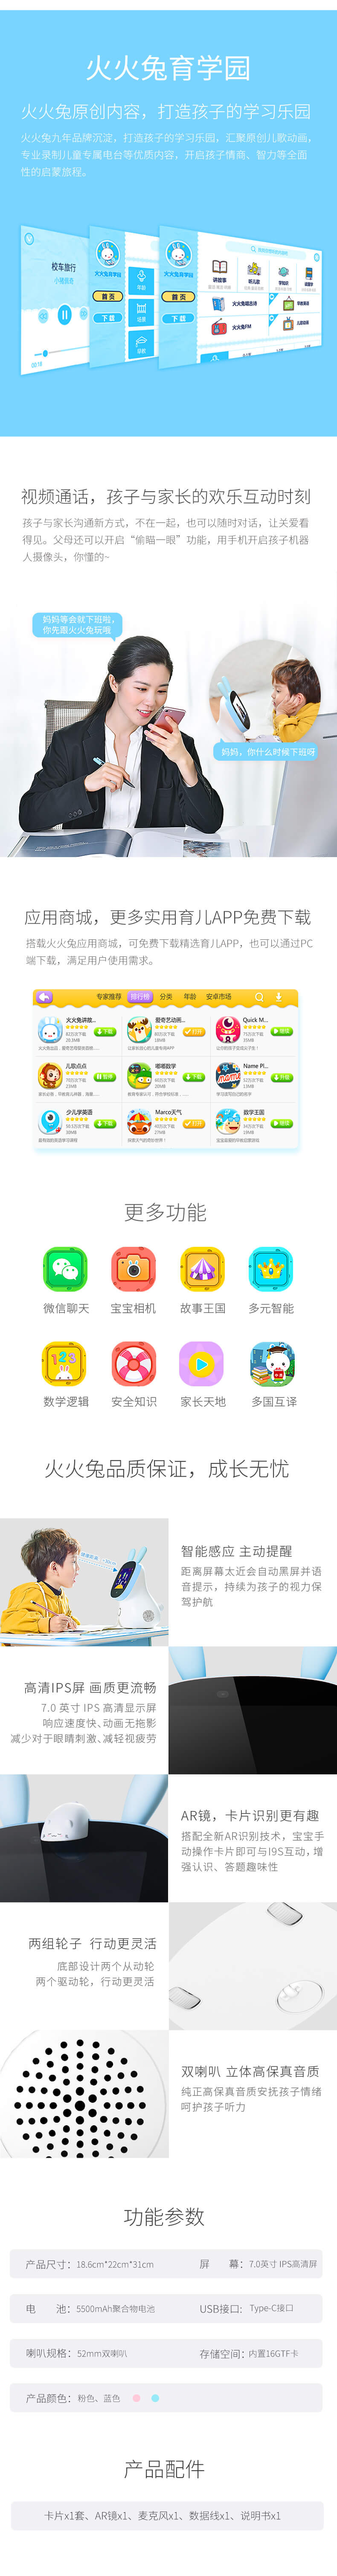 火火兔育学园
火火兔原创内容，打造孩子的学习乐园
火火兔九年品牌沉淀，打造孩子的学习乐园，汇聚原创儿歌动画，
专业录制儿童专属电台等优质内容，开启孩子情商、智力等全面
性的启蒙旅程。
校车旅行
火火兔育学园
首页
下载
火火兔育学园
首页
下载
讲故事
听儿歌
火火兔唱古诗
火火兔FM
视频通话，孩子与家长的欢乐互动时刻
孩子与家长沟通新方式，不在一起，也可以随时对话，让关爱看
得见。父母还可以开启“偷瞄一眼”功能，用手机开启孩子机器
人摄像头，你懂的~
妈妈等会就下班啦，
你先跟火火兔玩啦
妈妈，你什么时候下班呀
应用商城，更多实用育儿APP免费下载
搭载火火兔应用商城，可免费下载精选育儿APP，也可以通过PC
端下载，满足用户使用需求。
专家推荐 排行榜 分类 年龄 安卓市场
火火兔讲故...
爱奇艺动画...
Quick M...
儿歌点点
嘟嘟数学
Name Pl...
少儿学英语
Marco天气
数学王国
更多功能
微信聊天 宝宝相机 故事王国 多元智能
数学逻辑 安全知识 家长天地 多国互译
火火兔品质保证，成长无忧
智能感应 主动提醒
距离屏幕太近会自动黑屏并语
音提示，持续为孩子的视力保
驾护航
高清IPS屏 画质更流畅
7.0 英寸 IPS 高清显示屏
响应速度快、动画无拖影
减少对于眼睛刺激、减轻视疲劳
AR镜，卡片识别更有趣
搭配全新AR识别技术，宝宝手
动操作卡片即可与I9S互动，增
强认识、答题趣味性
两组轮子 行动更灵活
底部设计两个从动轮
两个驱动轮，行动更灵活
双喇叭 立体高保真音质
纯正高保真音质安抚孩子情绪
呵护孩子听力
功能参数
产品尺寸：18.6cm*22cm*31cm 屏 幕：7.0英寸 IPS高清屏
电 池：5500mAh聚合物电池 USB接口：Type-C接口
喇叭规格：52mm双喇叭 存储空间：内置16GTF卡
产品颜色：粉色、蓝色
产品配件
卡片x1套、AR镜x1、麦克风x1、数据线x1、说明书x1